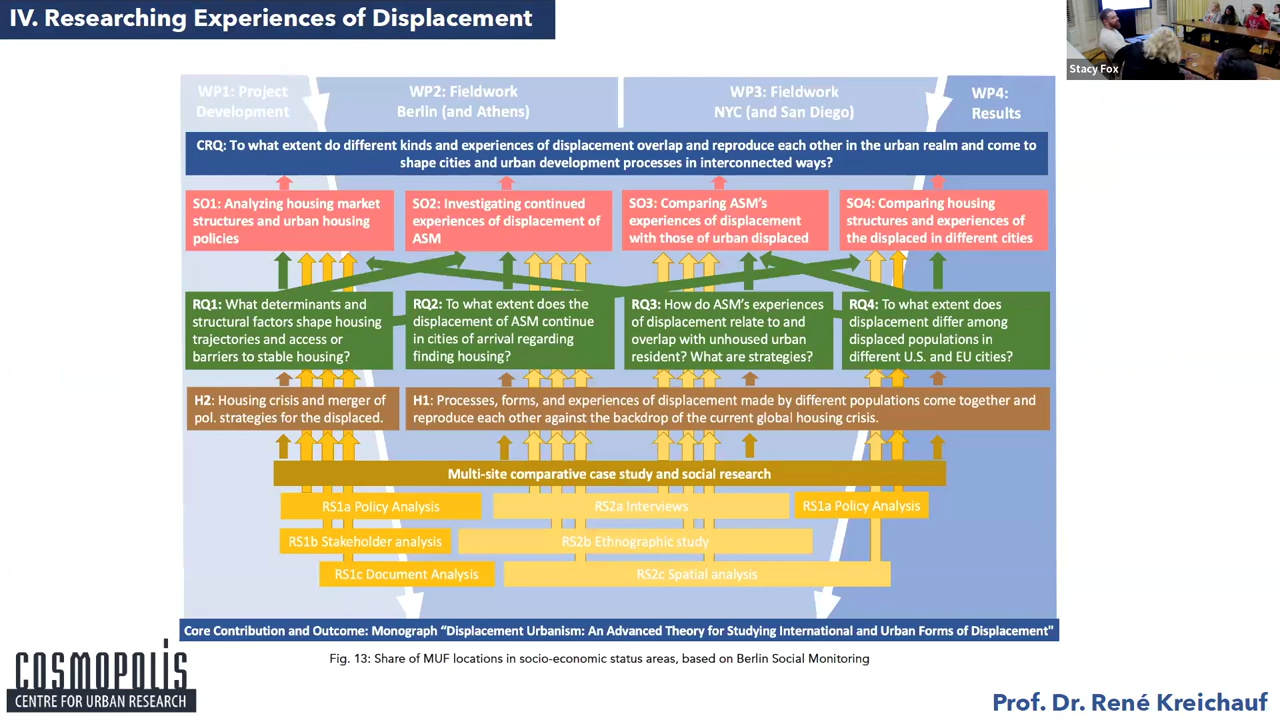 IV. Researching Experiences of Displacement
Stacy Fox
WP1: Project
Development
WP2: Fieldwork
Berlin (and Athens)
WP3: Fieldwork
NYC (and San Diego)
WP4:
Results
CRQ: To what extent do different kinds and experiences of displacement overlap and reproduce each other in the urban realm and come to
shape cities and urban development processes in interconnected ways?
SO1: Analyzing housing market
structures and urban housing
policies
SO2: Investigating continued
experiences of displacement of
ASM
SO3: Comparing ASM's
experiences of displacement
with those of urban displaced
SO4: Comparing housing
structures and experiences of
the displaced in different cities
RQ1: What determinants and
structural factors shape housing
trajectories and access or
barriers to stable housing?
RQ2: To what extent does the
displacement of ASM continue
in cities of arrival regarding
finding housing?
RQ3: How do ASM's experiences
of displacement relate to and
overlap with unhoused urban
resident? What are strategies?
RQ4: To what extent does
displacement differ among
displaced populations in
different U.S. and EU cities?
H2: Housing crisis and merger of
pol. strategies for the displaced.
H1: Processes, forms, and experiences of displacement made by different populations come together and
reproduce each other against the backdrop of the current global housing crisis.
Multi-site comparative case study and social research
RS1a Policy Analysis
RS2a Interviews
RS1a Policy Analysis
RS1b Stakeholder analysis
RS2b Ethnographic study
RS1c Document Analysis
RS2c Spatial analysis
Core Contribution and Outcome: Monograph "Displacement Urbanism: An Advanced Theory for Studying International and Urban Forms of Displacement"
Fig. 13: Share of MUF locations in socio-economic status areas, based on Berlin Social Monitoring
COSMOPOLIS
CENTRE FOR URBAN RESEARCH
Prof. Dr. René Kreichauf